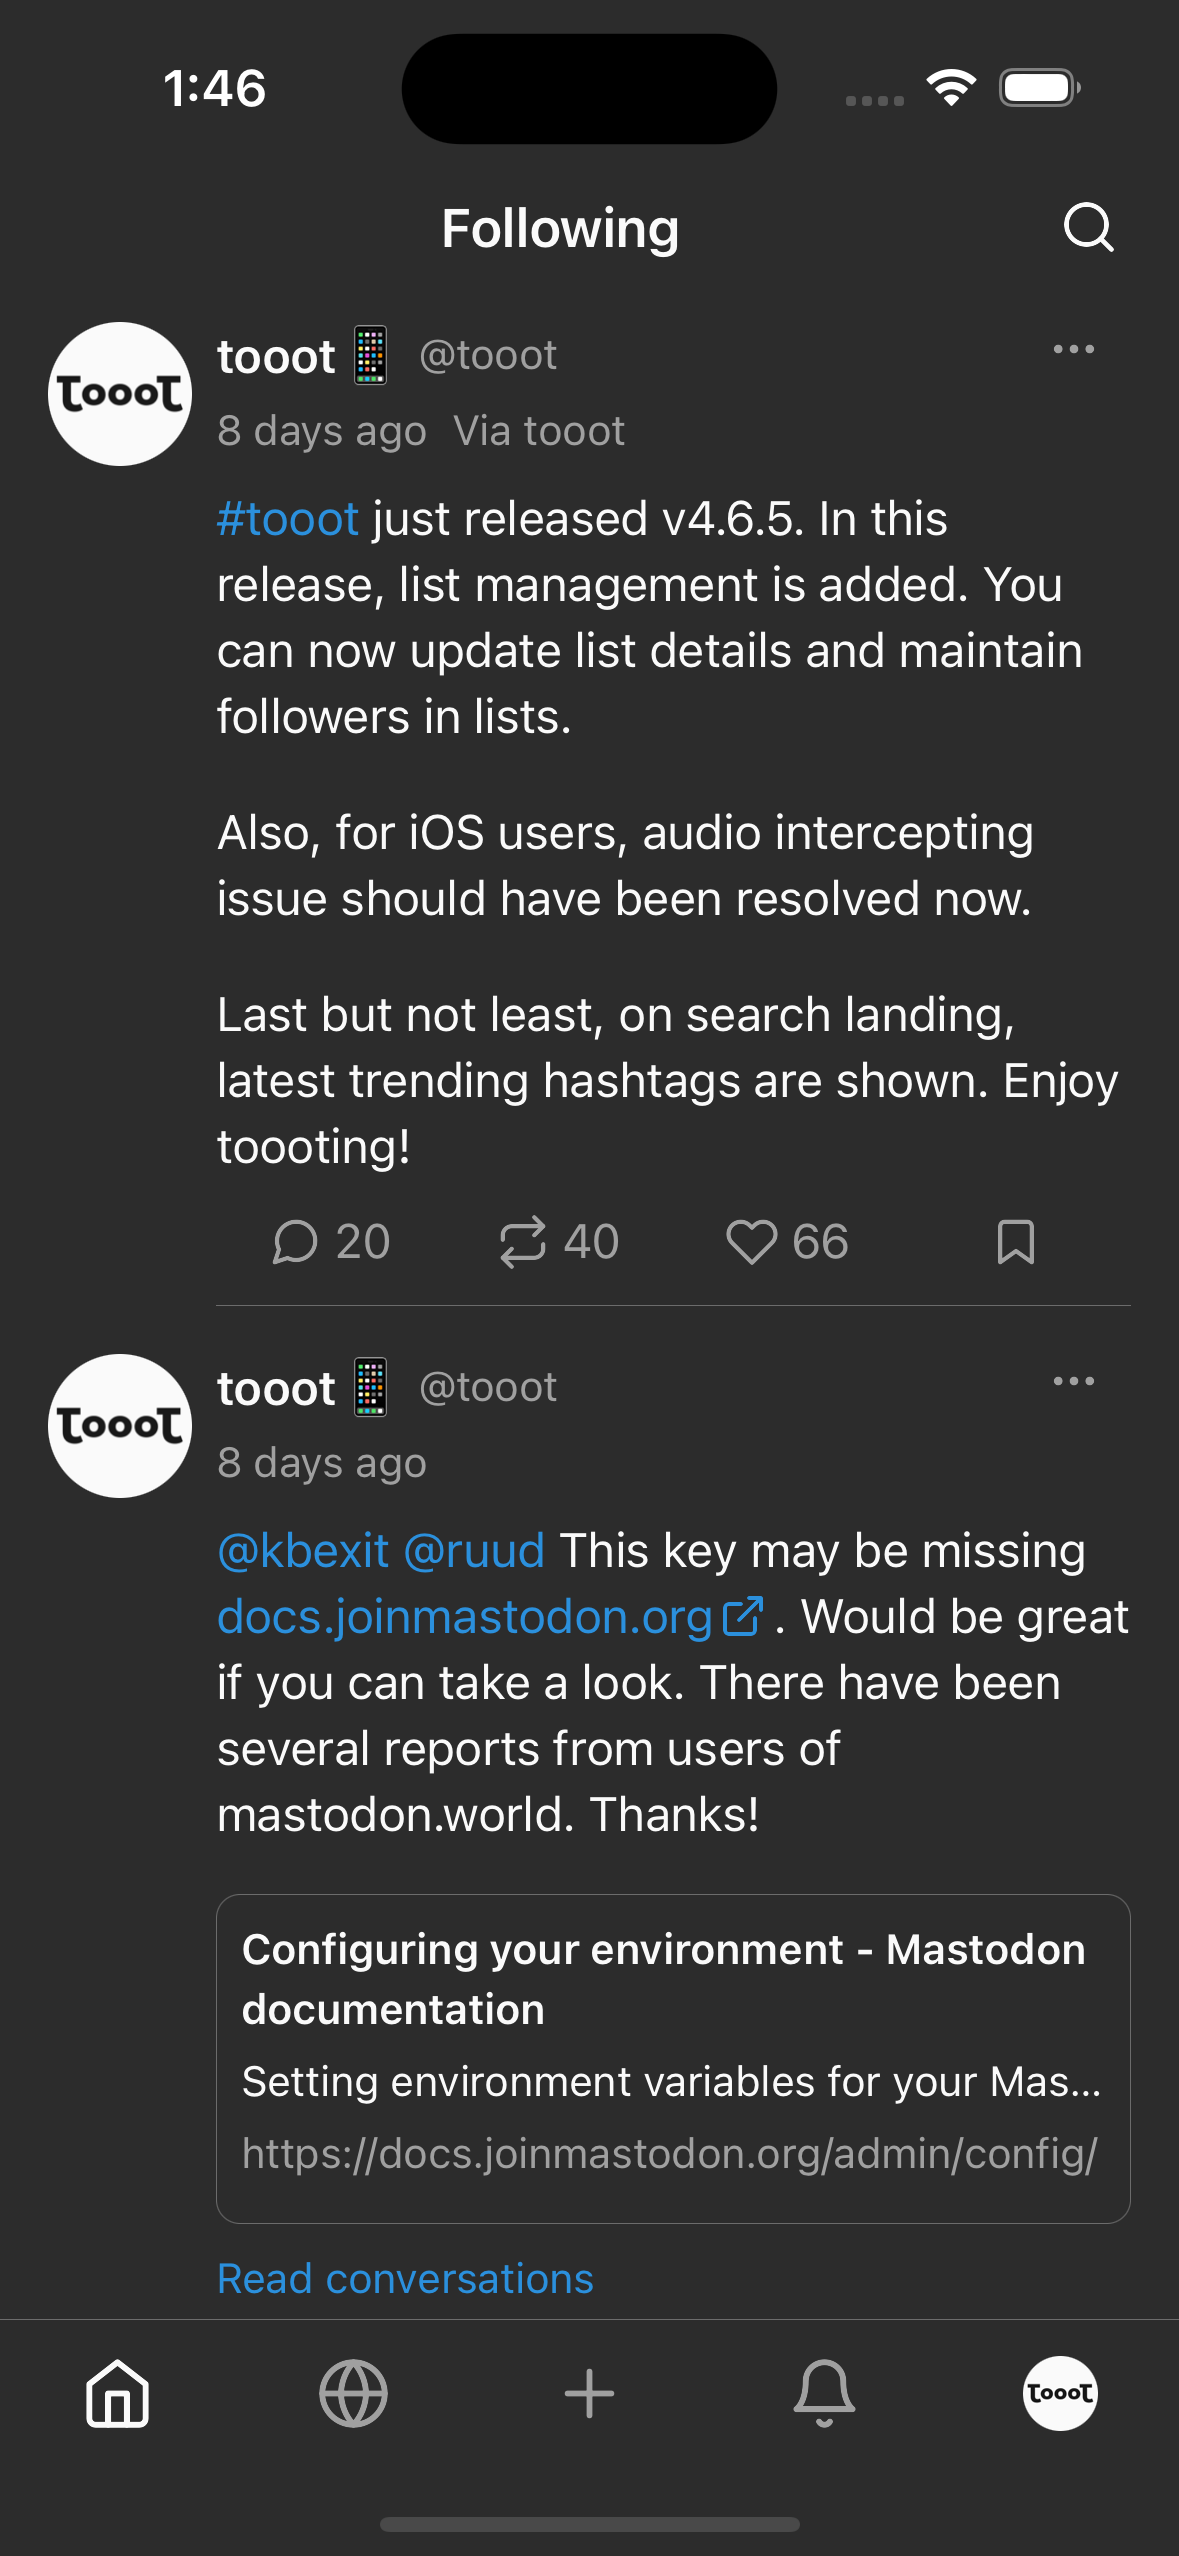 1:46
Following
tooot
tooot 📱 @tooot
8 days ago Via tooot
#tooot just released v4.6.5. In this
release, list management is added. You
can now update list details and maintain
followers in lists.
Also, for iOS users, audio intercepting
issue should have been resolved now.
Last but not least, on search landing,
latest trending hashtags are shown. Enjoy
toooting!
20 40 66
tooot
tooot 📱 @tooot
8 days ago
@kbexit @ruud This key may be missing
docs.joinmastodon.org . Would be great
if you can take a look. There have been
several reports from users of
mastodon.world. Thanks!
Configuring your environment - Mastodon
documentation
Setting environment variables for your Mas...
https://docs.joinmastodon.org/admin/config/
Read conversations
tooot